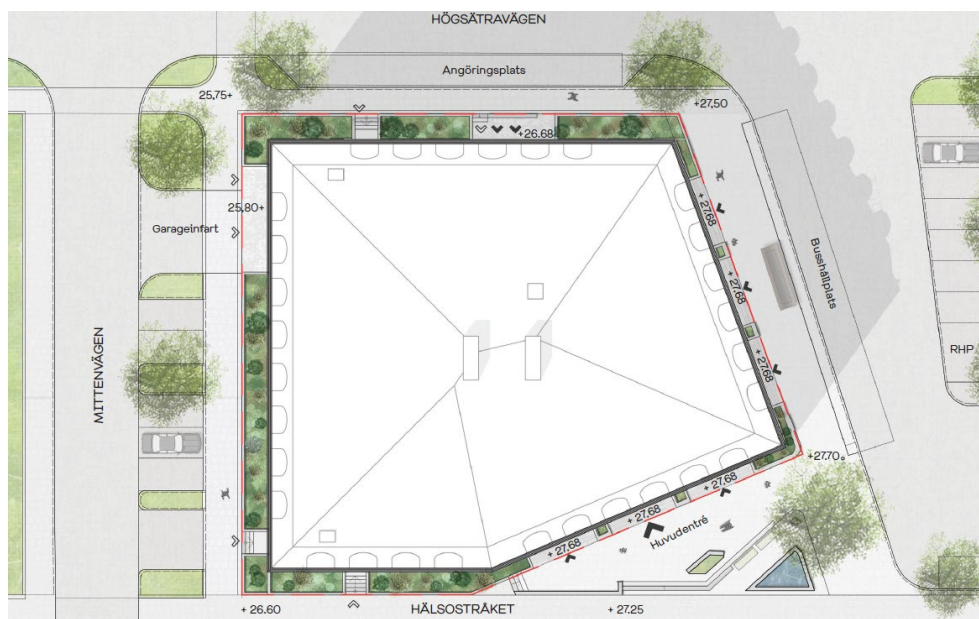 HÖGSÄTRAVÄGEN
Angöringsplats
25,75+
+27,50
+26.68
25.80+
Garageinfart
+ 27.68
+ 27.68
+ 27.68
Busshållplats
RHP
MITTENVÄGEN
+27.70
+ 27.68
+ 27.68
+ 27.68
Huvudentré
+ 26.60
HÄLSOSTRÅKET
+ 27.25